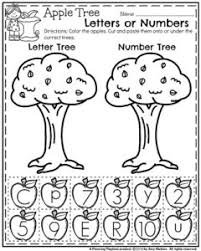 Apple Tree
Name:
Letters or Numbers
Directions: Color the apples. Cut and paste them onto or under the
correct trees.
Letter Tree
Number Tree
C P 7 3 J 2
5 9 E R 10 U